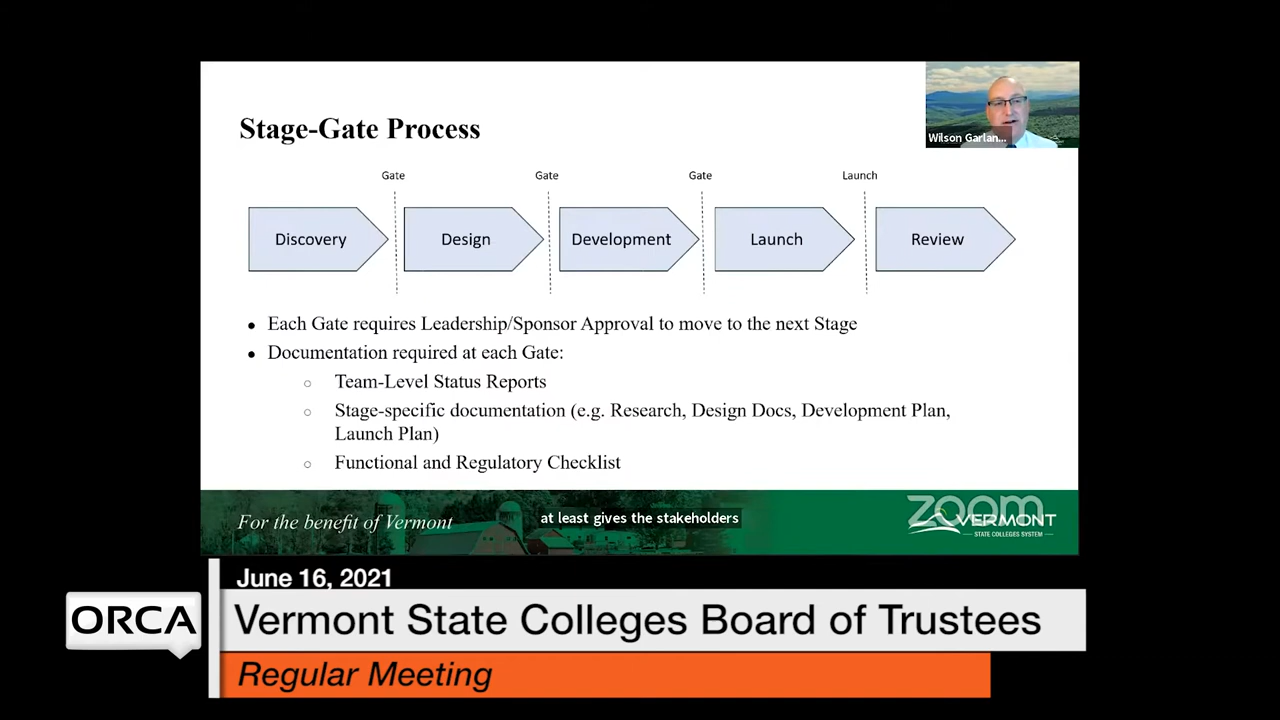 Stage-Gate Process
Wilson Garlan...
Gate
Gate
Gate
Launch
Discovery
Design
Development
Launch
Review
• Each Gate requires Leadership/Sponsor Approval to move to the next Stage
• Documentation required at each Gate:
○ Team-Level Status Reports
○ Stage-specific documentation (e.g. Research, Design Docs, Development Plan,
Launch Plan)
○ Functional and Regulatory Checklist
For the benefit of Vermont
at least gives the stakeholders
zoom
VERMONT
STATE COLLEGES SYSTEM
June 16, 2021
ORCA
Vermont State Colleges Board of Trustees
Regular Meeting